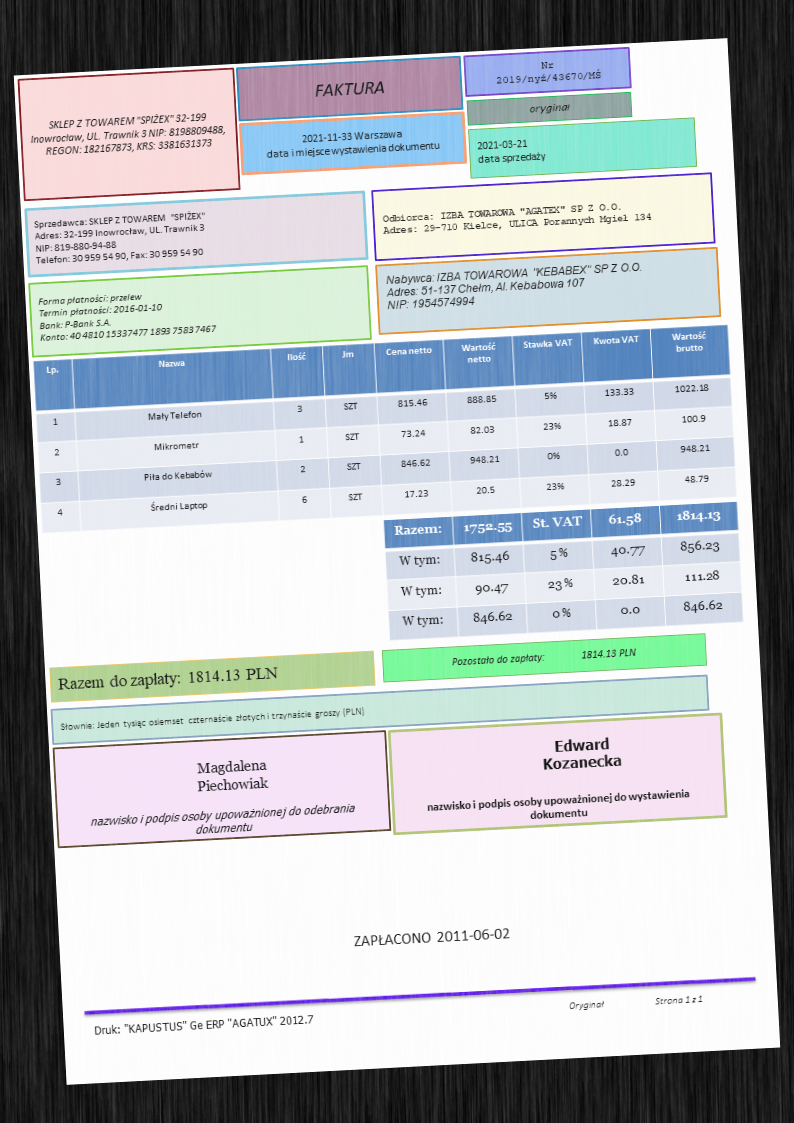 SKLEP Z TOWAREM "SPIŻEX" 32-199
Inowrocław, UL. Trawnik 3 NIP: 8198809488,
REGON: 182167873, KRS: 3381631373
FAKTURA
2021-11-33 Warszawa
data i miejsce wystawienia dokumentu
Nr
2019/nyź/43670/MŚ
oryginał
2021-03-21
data sprzedaży
Sprzedawca: SKLEP Z TOWAREM "SPIŻEX"
Adres: 32-199 Inowrocław, UL. Trawnik 3
NIP: 819-880-94-88
Telefon: 30 959 54 90, Fax: 30 959 54 90
Odbiorca: IZBA TOWAROWA "AGATEX" SP Z O.O.
Adres: 29-710 Kielce, ULICA Porannych Mgieł 134
Forma płatności: przelew
Termin płatności: 2016-01-10
Bank: P-Bank S.A.
Konto: 40 4810 15337477 1893 7583 7467
Nabywca: IZBA TOWAROWA "KEBABEX" SP Z O.O.
Adres: 51-137 Chełm, Al. Kebabowa 107
NIP: 1954574994
Lp. Nazwa Ilość Jm Cena netto Wartość netto Stawka VAT Kwota VAT Wartość brutto
1 Mały Telefon 3 SZT 815.46 888.85 5% 133.33 1022.18
2 Mikrometr 1 SZT 73.24 82.03 23% 18.87 100.9
3 Piła do Kebabów 2 SZT 846.62 948.21 0% 0.0 948.21
4 Średni Laptop 6 SZT 17.23 20.5 23% 28.29 48.79
Razem: 1752.55 St. VAT 61.58 1814.13
W tym: 815.46 5% 40.77 856.23
W tym: 90.47 23% 20.81 111.28
W tym: 846.62 0% 0.0 846.62
Razem do zapłaty: 1814.13 PLN
Pozostało do zapłaty: 1814.13 PLN
Słownie: Jeden tysiąc osiemset czternaście złotych i trzynaście groszy (PLN)
Magdalena
Piechowiak
nazwisko i podpis osoby upoważnionej do odebrania
dokumentu
Edward
Kozanecka
nazwisko i podpis osoby upoważnionej do wystawienia
dokumentu
ZAPŁACONO 2011-06-02
Oryginał Strona 1 z 1
Druk: "KAPUSTUS" Ge ERP "AGATUX" 2012.7